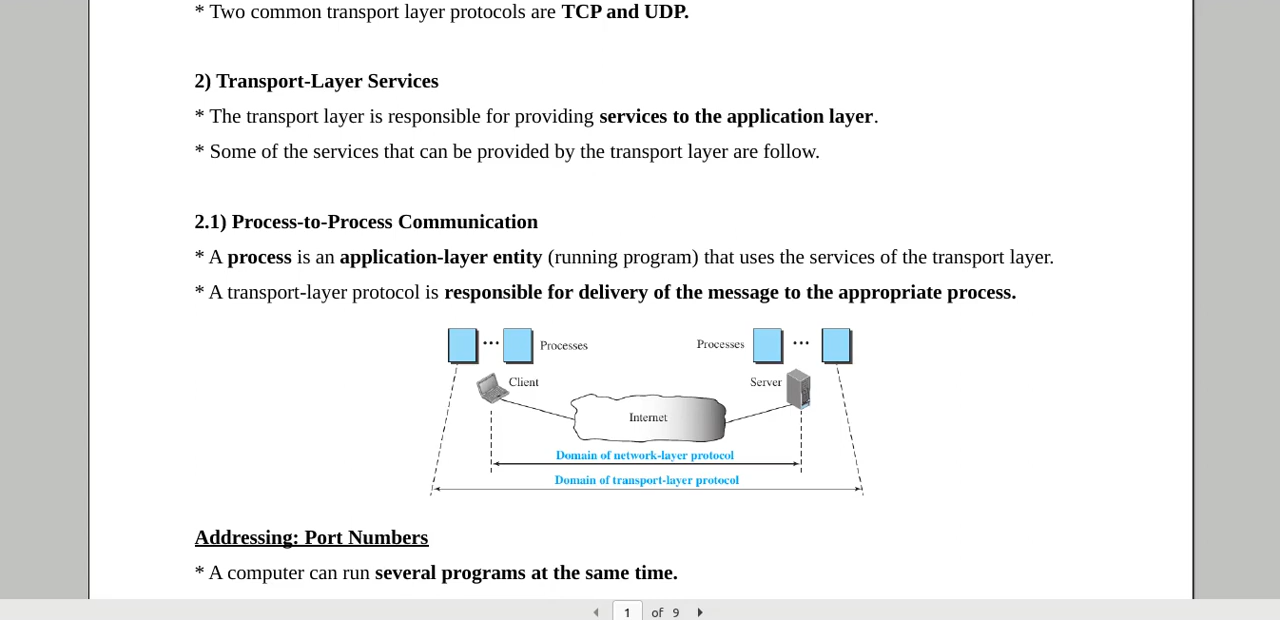 * Two common transport layer protocols are TCP and UDP.
2) Transport-Layer Services
* The transport layer is responsible for providing services to the application layer.
* Some of the services that can be provided by the transport layer are follow.
2.1) Process-to-Process Communication
* A process is an application-layer entity (running program) that uses the services of the transport layer.
* A transport-layer protocol is responsible for delivery of the message to the appropriate process.
••• Processes Processes •••
Client Server
Internet
Domain of network-layer protocol
Domain of transport-layer protocol
Addressing: Port Numbers
* A computer can run several programs at the same time.
1 of 9